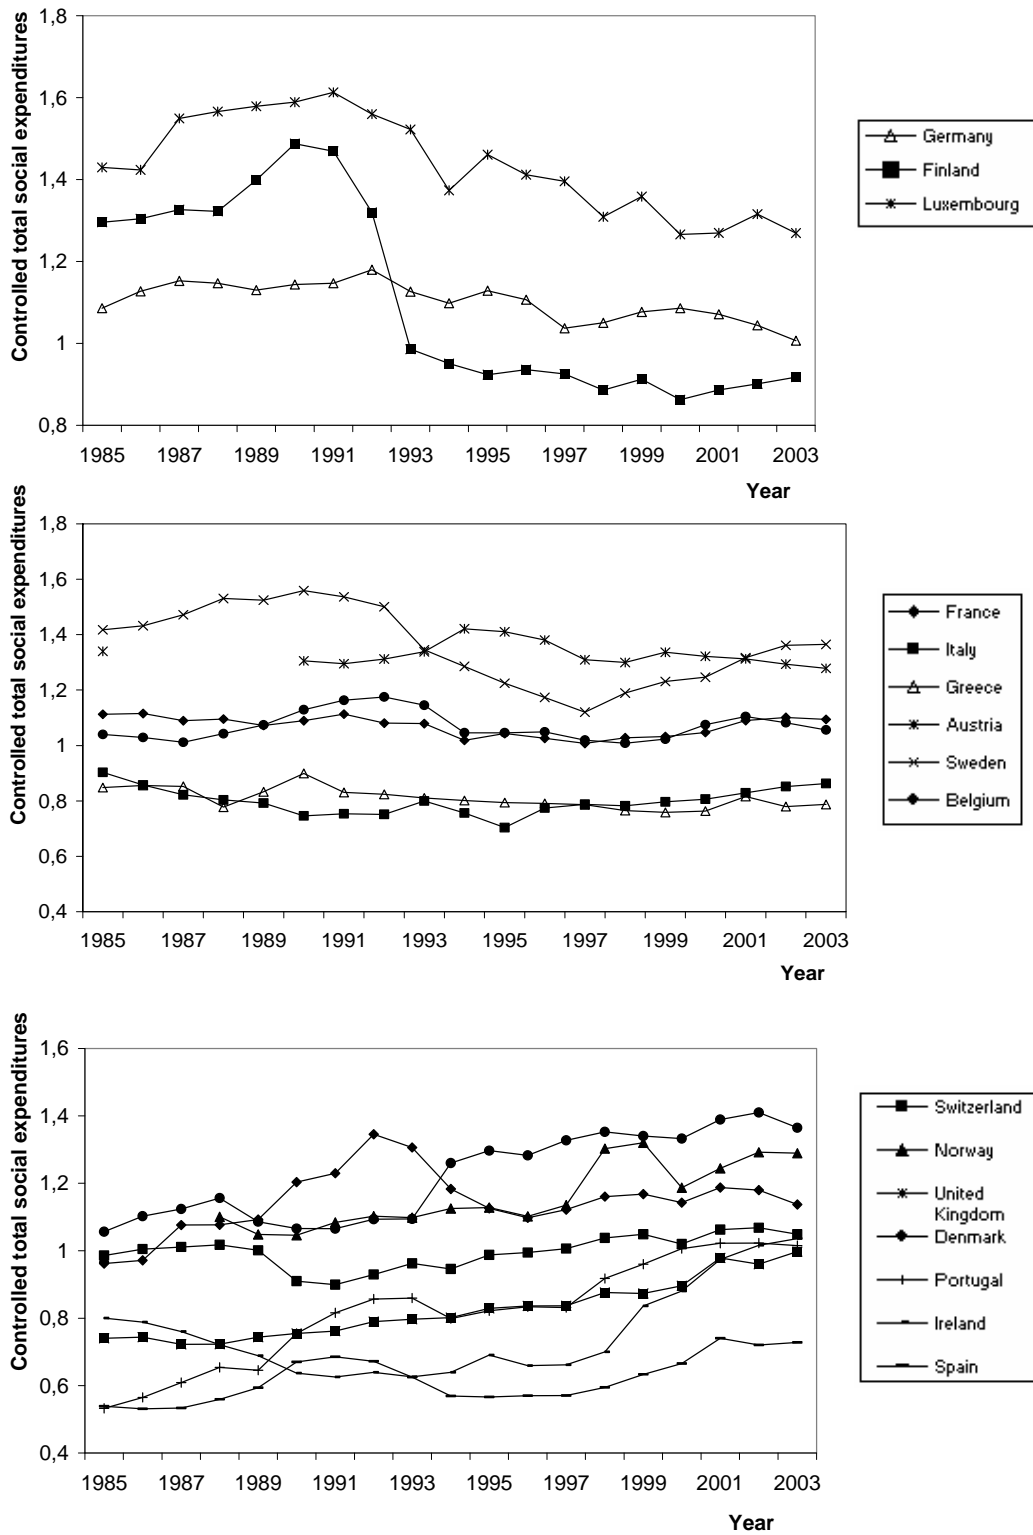 Controlled total social expenditures
1,8
1,6
1,4
1,2
1
0,8
1985 1987 1989 1991 1993 1995 1997 1999 2001 2003
Year
Germany
Finland
Luxembourg
Controlled total social expenditures
1,8
1,6
1,4
1,2
1
0,8
0,6
0,4
1985 1987 1989 1991 1993 1995 1997 1999 2001 2003
Year
France
Italy
Greece
Austria
Sweden
Belgium
Controlled total social expenditures
1,6
1,4
1,2
1
0,8
0,6
0,4
1985 1987 1989 1991 1993 1995 1997 1999 2001 2003
Year
Switzerland
Norway
United
Kingdom
Denmark
Portugal
Ireland
Spain